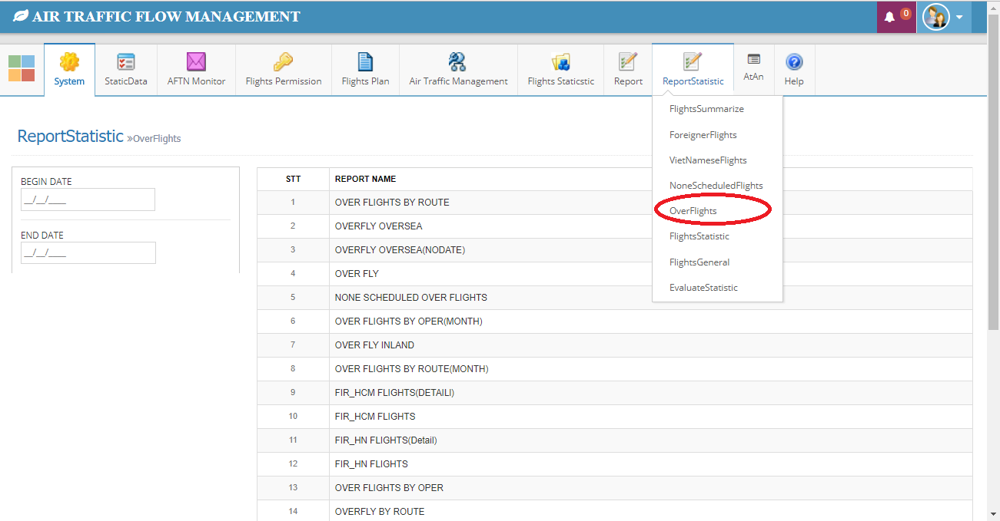 AIR TRAFFIC FLOW MANAGEMENT
0
System StaticData AFTN Monitor Flights Permission Flights Plan Air Traffic Management Flights Staticstic Report ReportStatistic AtAn Help
FlightsSummarize
ForeignerFlights
VietNameseFlights
NoneScheduledFlights
OverFlights
FlightsStatistic
FlightsGeneral
EvaluateStatistic
ReportStatistic »OverFlights
BEGIN DATE
__/__/____
END DATE
__/__/____
STT REPORT NAME
1 OVER FLIGHTS BY ROUTE
2 OVERFLY OVERSEA
3 OVERFLY OVERSEA(NODATE)
4 OVER FLY
5 NONE SCHEDULED OVER FLIGHTS
6 OVER FLIGHTS BY OPER(MONTH)
7 OVER FLY INLAND
8 OVER FLIGHTS BY ROUTE(MONTH)
9 FIR_HCM FLIGHTS(DETAILl)
10 FIR_HCM FLIGHTS
11 FIR_HN FLIGHTS(Detail)
12 FIR_HN FLIGHTS
13 OVER FLIGHTS BY OPER
14 OVERFLY BY ROUTE